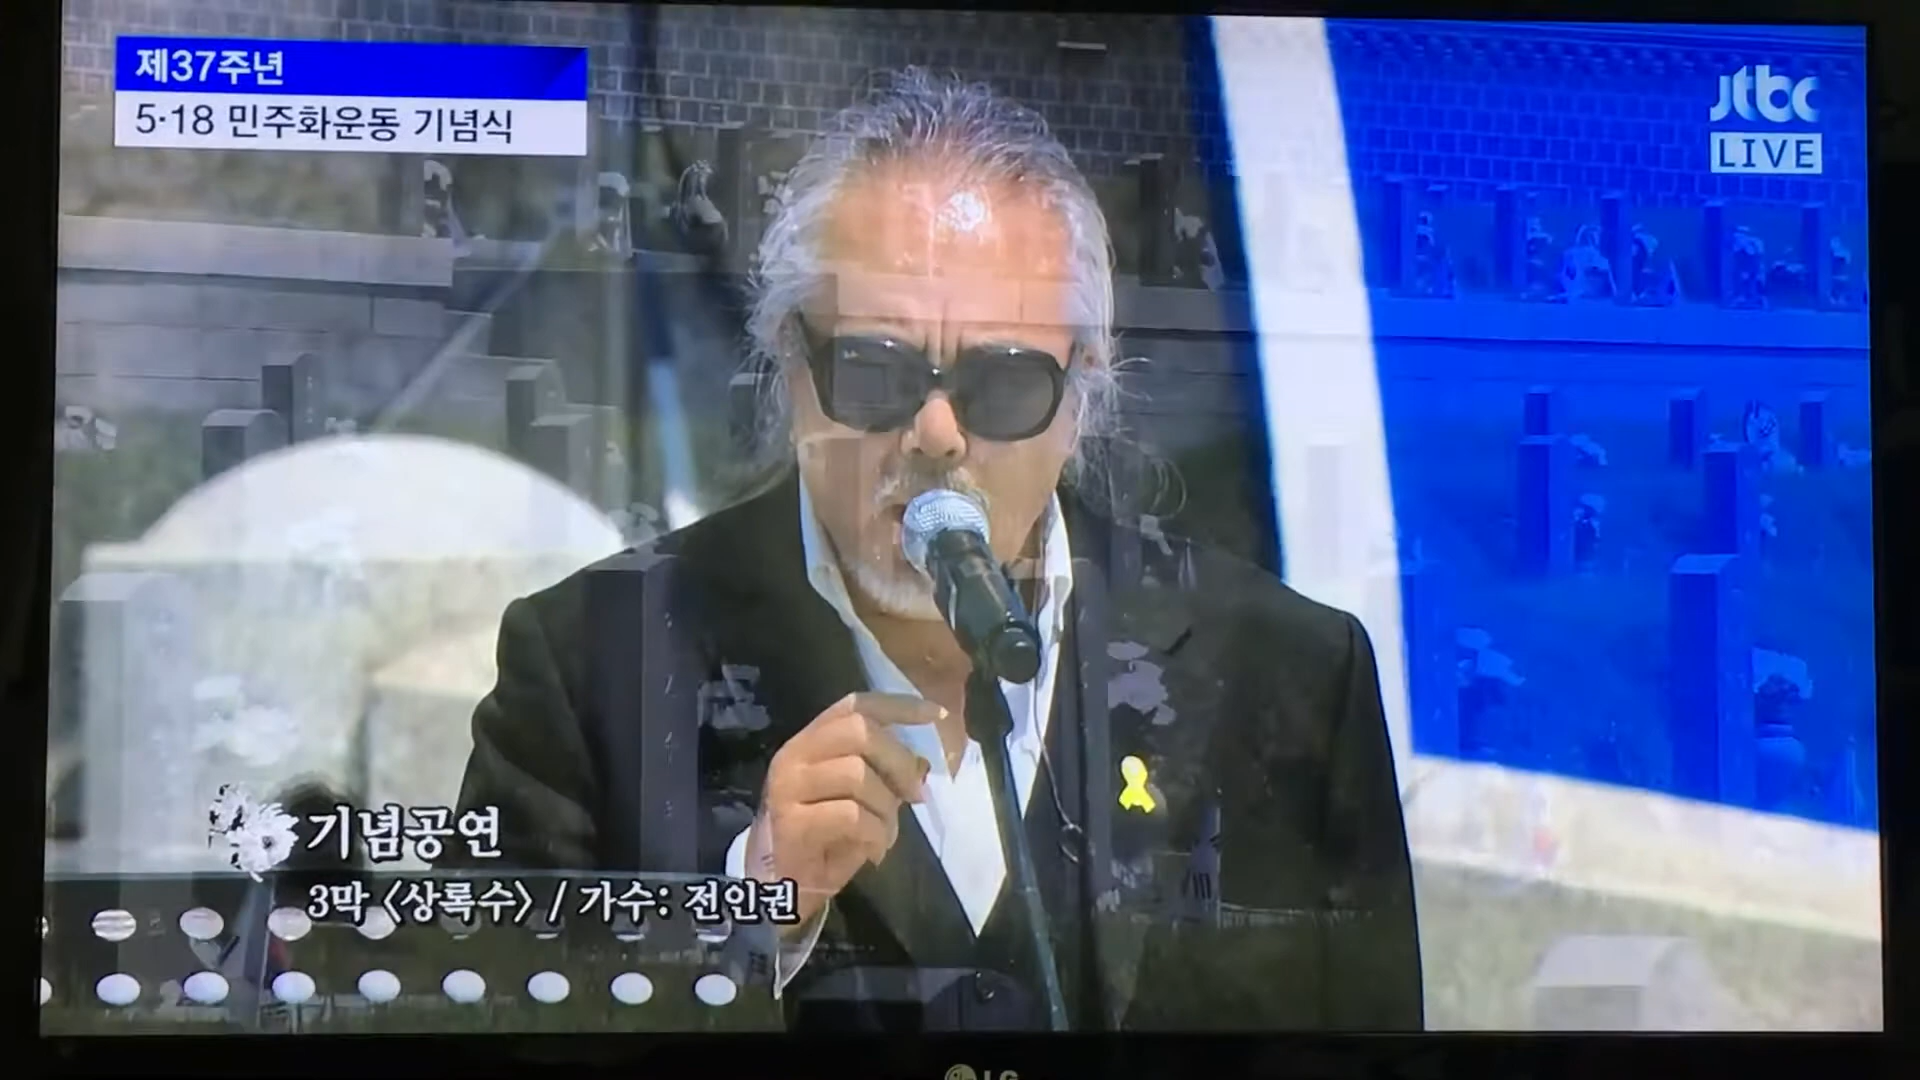 제37주년
5·18 민주화운동 기념식
jtbc
LIVE
기념공연
3막 〈상록수〉 / 가수: 전인권
LG